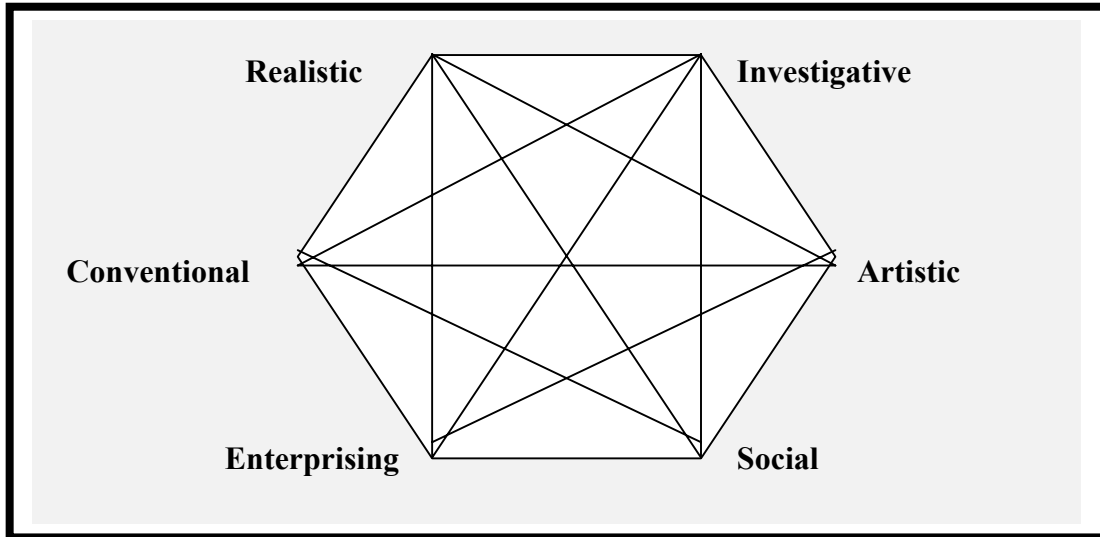 Realistic
Investigative
Conventional
Artistic
Enterprising
Social